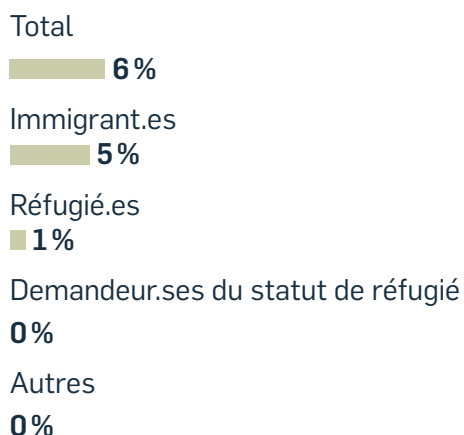 Total
6 %
Immigrant.es
5 %
Réfugié.es
1 %
Demandeur.ses du statut de réfugié
0 %
Autres
0 %